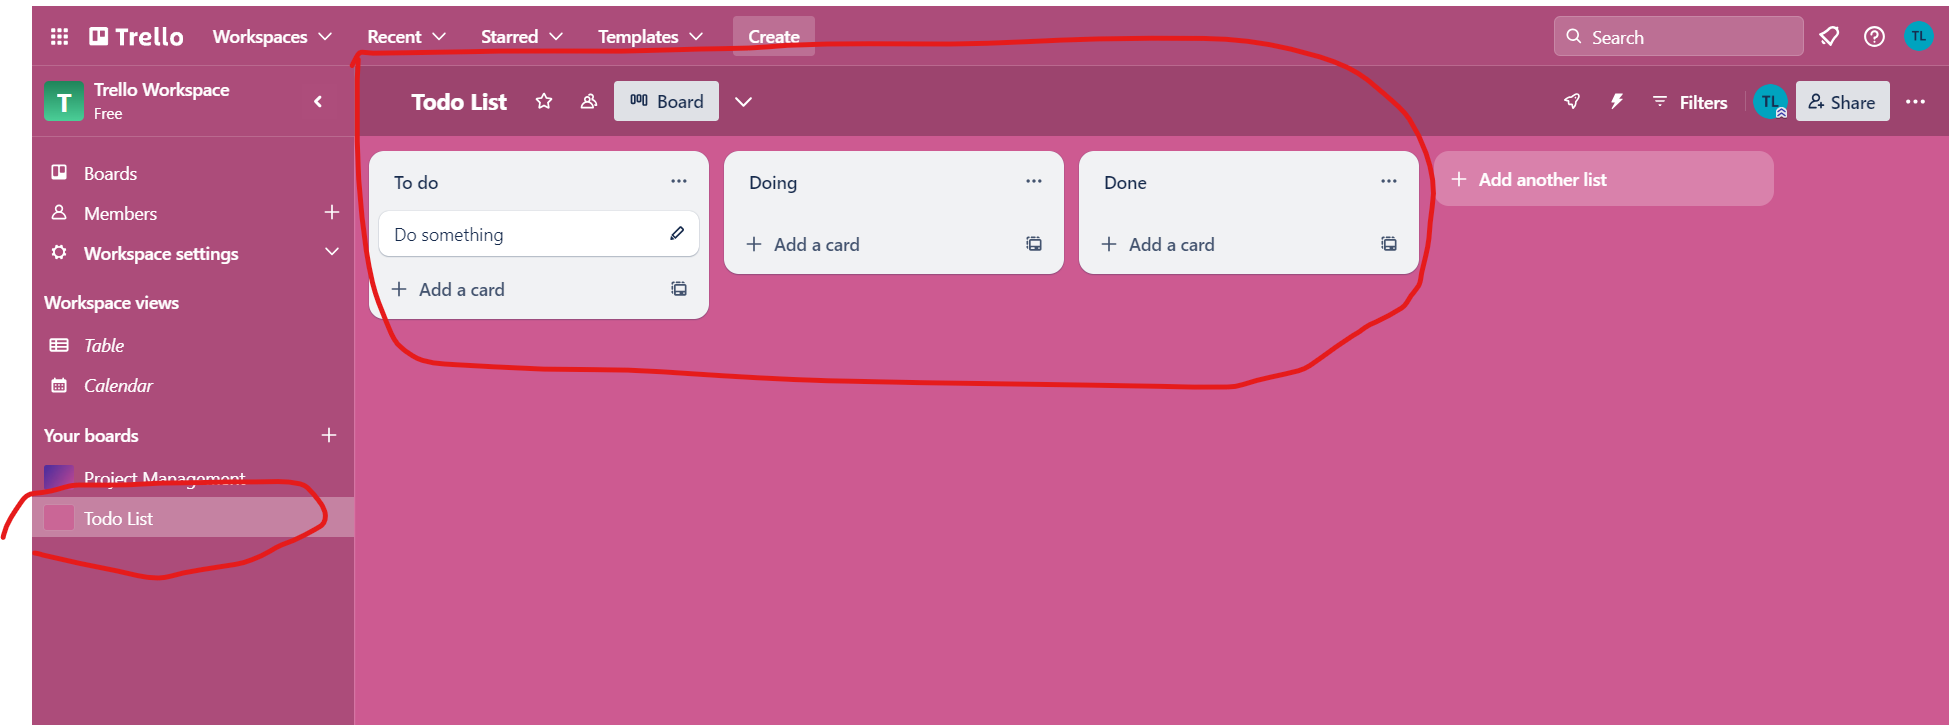 Trello Workspaces Recent Starred Templates Create Search TL
T Trello Workspace
Free
Todo List Board Filters TL Share
Boards
Members
Workspace settings
Workspace views
Table
Calendar
Your boards
Project Management
Todo List
To do
Do something
Add a card
Doing
Add a card
Done
Add a card
Add another list